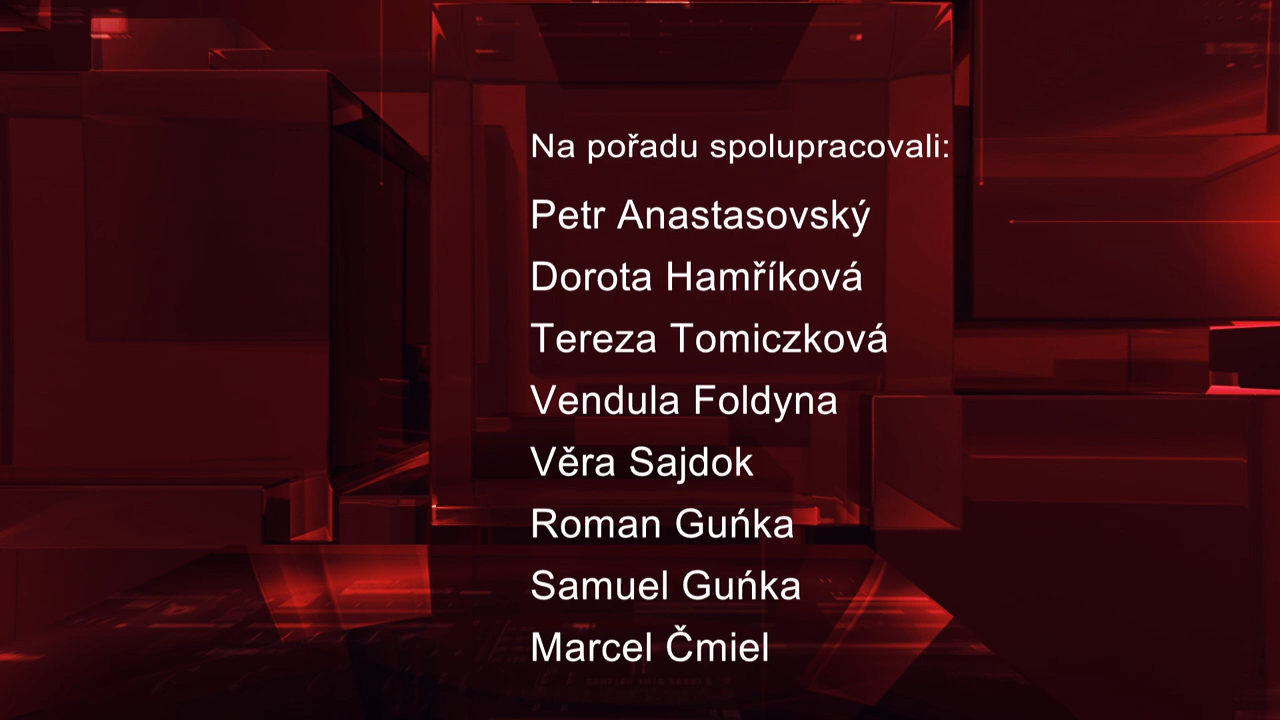 Na pořadu spolupracovali:
Petr Anastasovský
Dorota Hamříková
Tereza Tomiczková
Vendula Foldyna
Věra Sajdok
Roman Guńka
Samuel Guńka
Marcel Čmiel